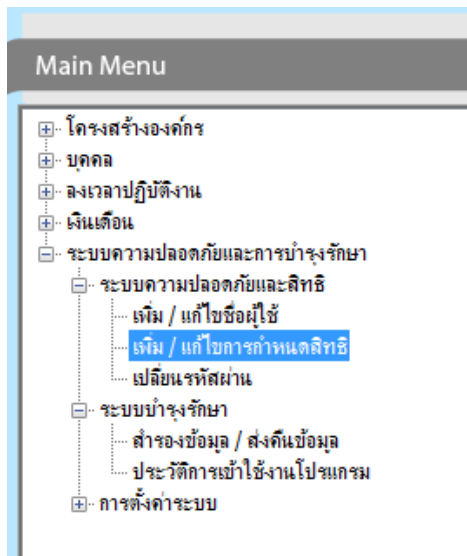 Main Menu
โครงสร้างองค์กร
บุคคล
ลงเวลาปฏิบัติงาน
เงินเดือน
ระบบความปลอดภัยและการบำรุงรักษา
ระบบความปลอดภัยและสิทธิ
เพิ่ม / แก้ไขชื่อผู้ใช้
เพิ่ม / แก้ไขการกำหนดสิทธิ
เปลี่ยนรหัสผ่าน
ระบบบำรุงรักษา
สำรองข้อมูล / ส่งคืนข้อมูล
ประวัติการเข้าใช้งานโปรแกรม
การตั้งค่าระบบ